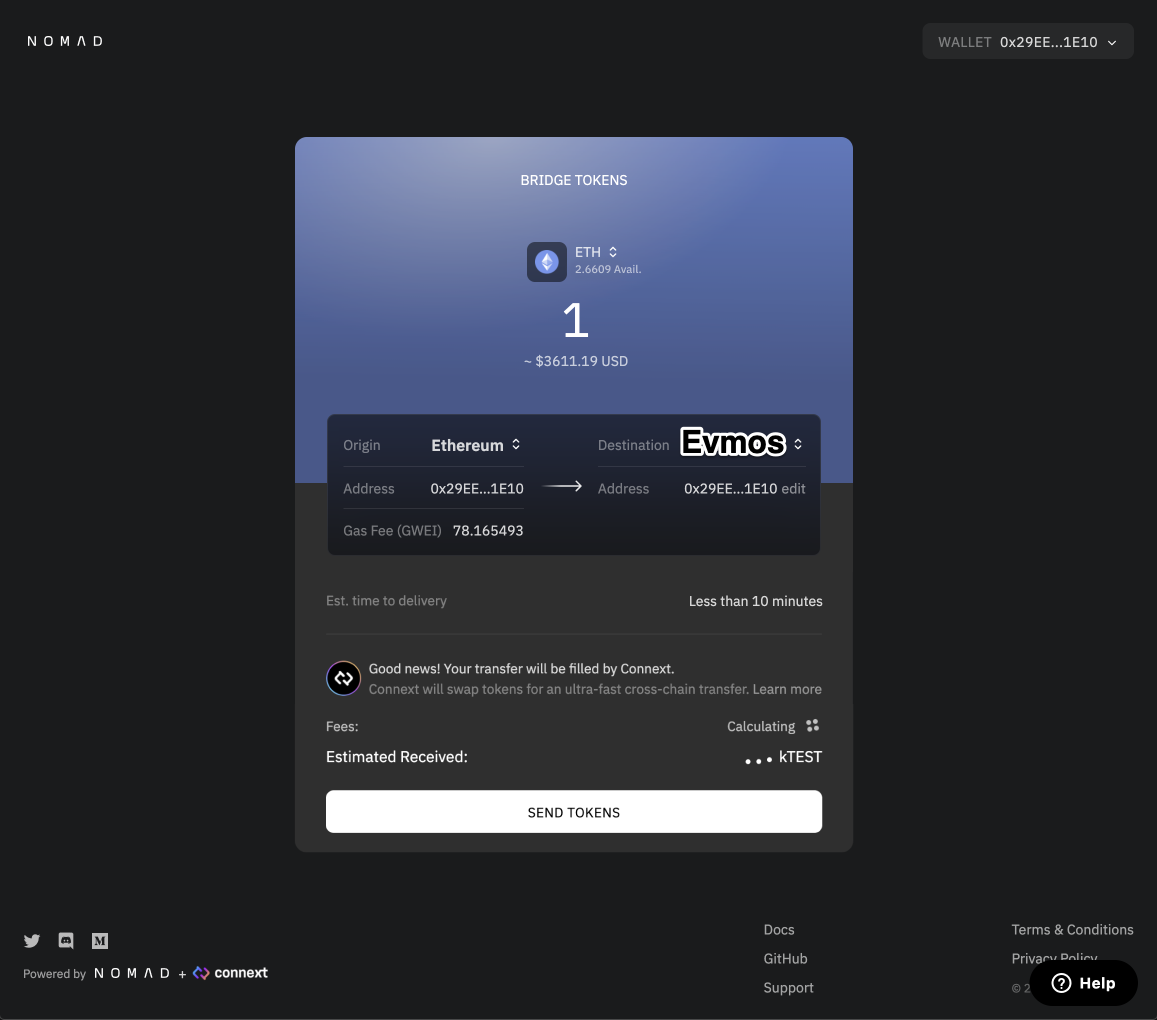 NOMAD
WALLET 0x29EE...1E10
BRIDGE TOKENS
ETH
2.6609 Avail.
1
~ $3611.19 USD
Origin Ethereum Destination Evmos
Address 0x29EE...1E10 Address 0x29EE...1E10 edit
Gas Fee (GWEI) 78.165493
Est. time to delivery Less than 10 minutes
Good news! Your transfer will be filled by Connext.
Connext will swap tokens for an ultra-fast cross-chain transfer. Learn more
Fees: Calculating
Estimated Received: ... kTEST
SEND TOKENS
Docs Terms & Conditions
GitHub Privacy Policy
Support © 2
Powered by NOMAD + connext
Help